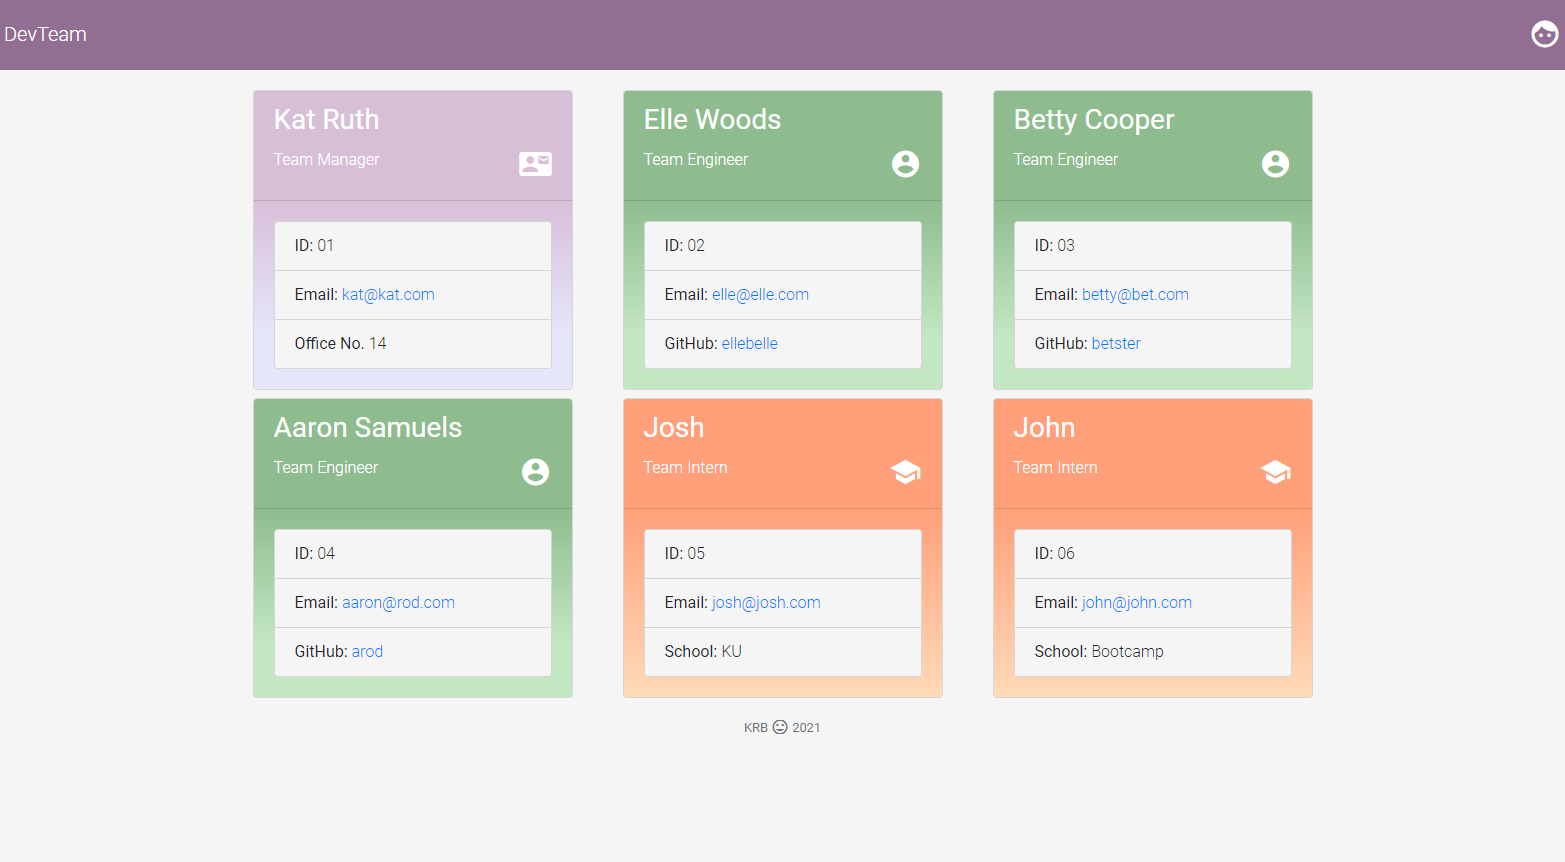 DevTeam
Kat Ruth
Team Manager
ID: 01
Email: kat@kat.com
Office No. 14
Elle Woods
Team Engineer
ID: 02
Email: elle@elle.com
GitHub: ellebelle
Betty Cooper
Team Engineer
ID: 03
Email: betty@bet.com
GitHub: betster
Aaron Samuels
Team Engineer
ID: 04
Email: aaron@rod.com
GitHub: arod
Josh
Team Intern
ID: 05
Email: josh@josh.com
School: KU
John
Team Intern
ID: 06
Email: john@john.com
School: Bootcamp
KRB 2021